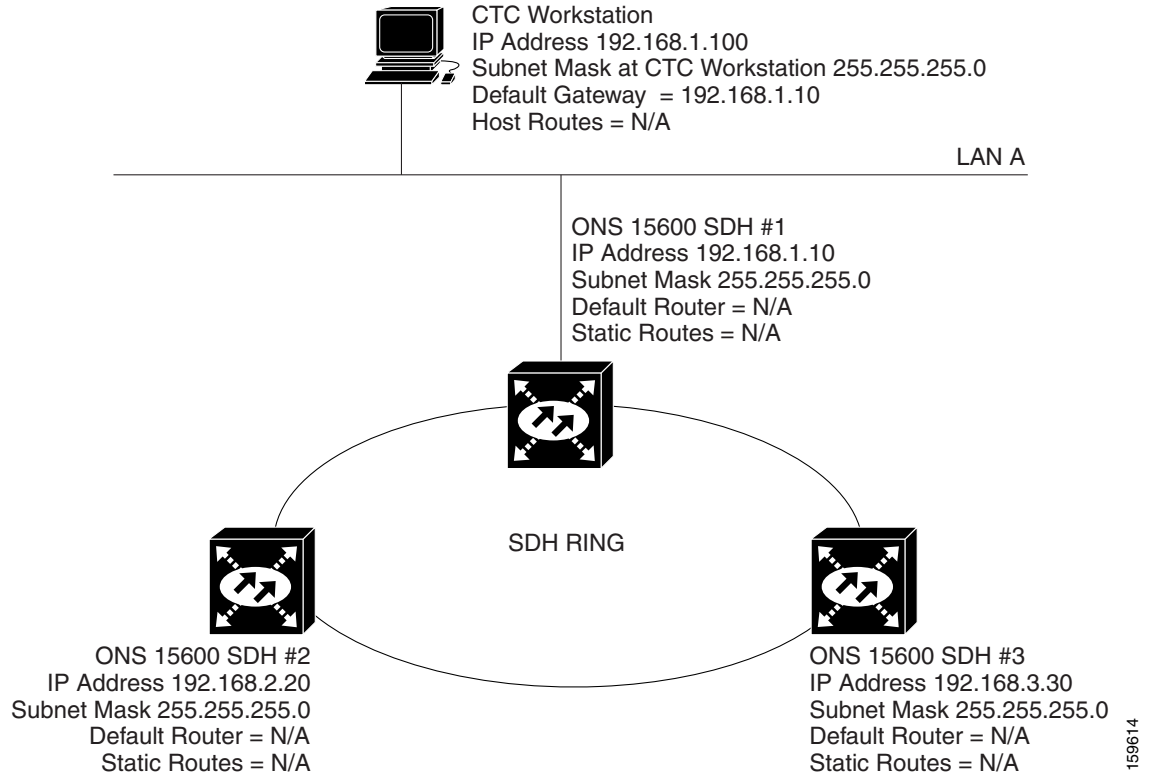 CTC Workstation
IP Address 192.168.1.100
Subnet Mask at CTC Workstation 255.255.255.0
Default Gateway = 192.168.1.10
Host Routes = N/A
LAN A
ONS 15600 SDH #1
IP Address 192.168.1.10
Subnet Mask 255.255.255.0
Default Router = N/A
Static Routes = N/A
SDH RING
ONS 15600 SDH #2
IP Address 192.168.2.20
Subnet Mask 255.255.255.0
Default Router = N/A
Static Routes = N/A
ONS 15600 SDH #3
IP Address 192.168.3.30
Subnet Mask 255.255.255.0
Default Router = N/A
Static Routes = N/A
159614